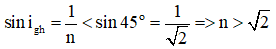 sin i_gh = 1/n < sin 45° = 1/√2 => n > √2